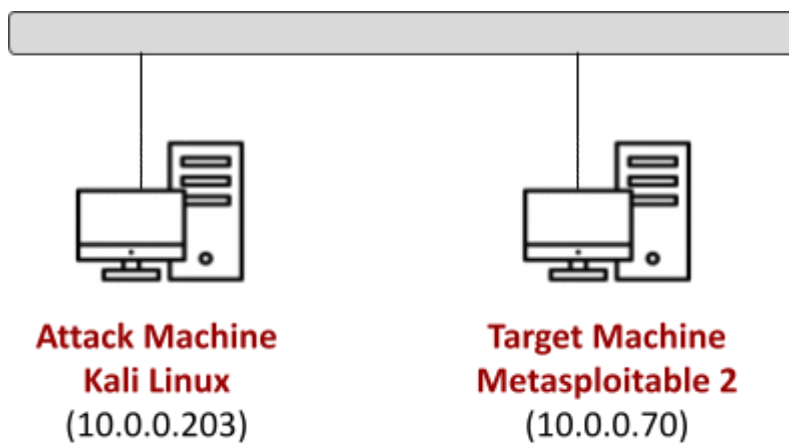 Attack Machine
Kali Linux
(10.0.0.203)
Target Machine
Metasploitable 2
(10.0.0.70)